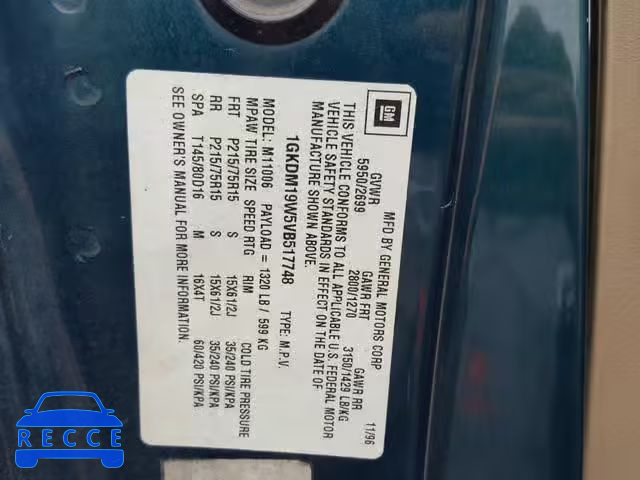 GM
MFD BY GENERAL MOTORS CORP 11/96
GVWR GAWR FRT GAWR RR
5950/2699 2800/1270 3150/1429 LB/KG
THIS VEHICLE CONFORMS TO ALL APPLICABLE U.S. FEDERAL MOTOR
VEHICLE SAFETY STANDARDS IN EFFECT ON THE DATE OF
MANUFACTURE SHOWN ABOVE.
1GKDM19W5VB517748 TYPE: M.P.V.
MODEL: M11006 PAYLOAD = 1320 LB / 599 KG
MPAW TIRE SIZE SPEED RTG RIM COLD TIRE PRESSURE
FRT P215/75R15 S 15X61/2J 35/240 PSI/KPA
RR P215/75R15 S 15X61/2J 35/240 PSI/KPA
SPA T145/80D16 M 16X4T 60/420 PSI/KPA
SEE OWNER'S MANUAL FOR MORE INFORMATION.
RECCE